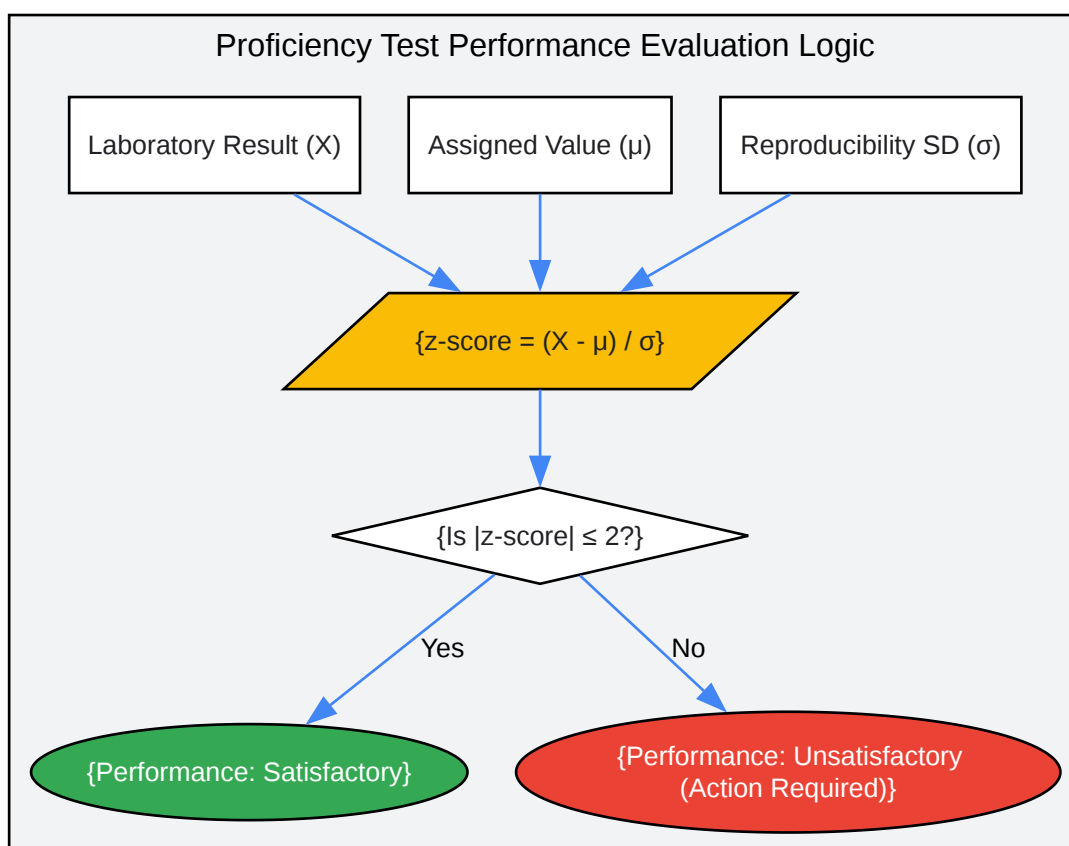 Proficiency Test Performance Evaluation Logic
Laboratory Result (X)
Assigned Value (μ)
Reproducibility SD (σ)
{z-score = (X - μ) / σ}
{Is |z-score| ≤ 2?}
Yes
No
{Performance: Satisfactory}
{Performance: Unsatisfactory
(Action Required)}